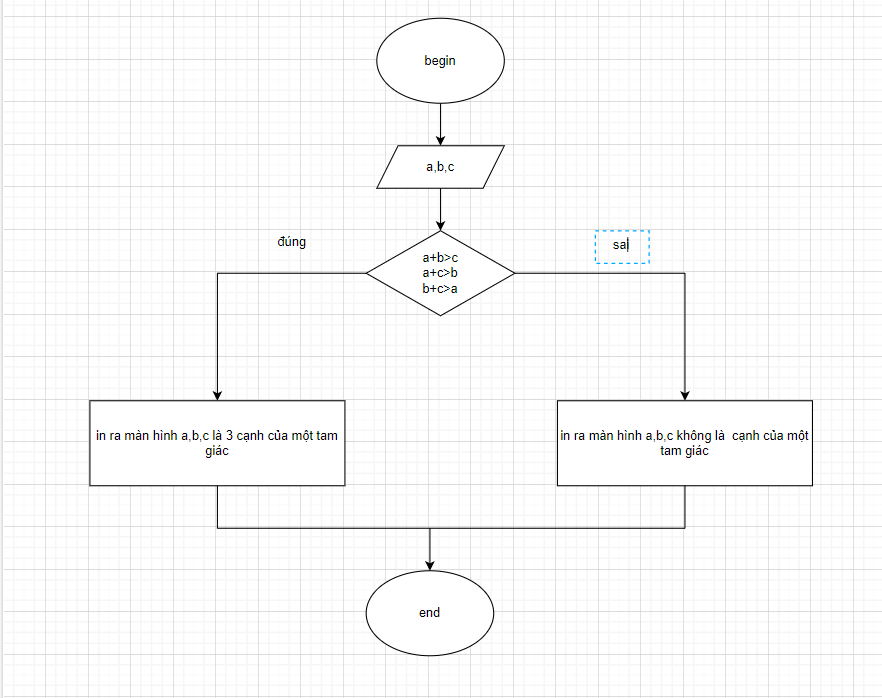 begin
a,b,c
đúng
sai
a+b>c
a+c>b
b+c>a
in ra màn hình a,b,c là 3 cạnh của một tam
giác
in ra màn hình a,b,c không là cạnh của một
tam giác
end